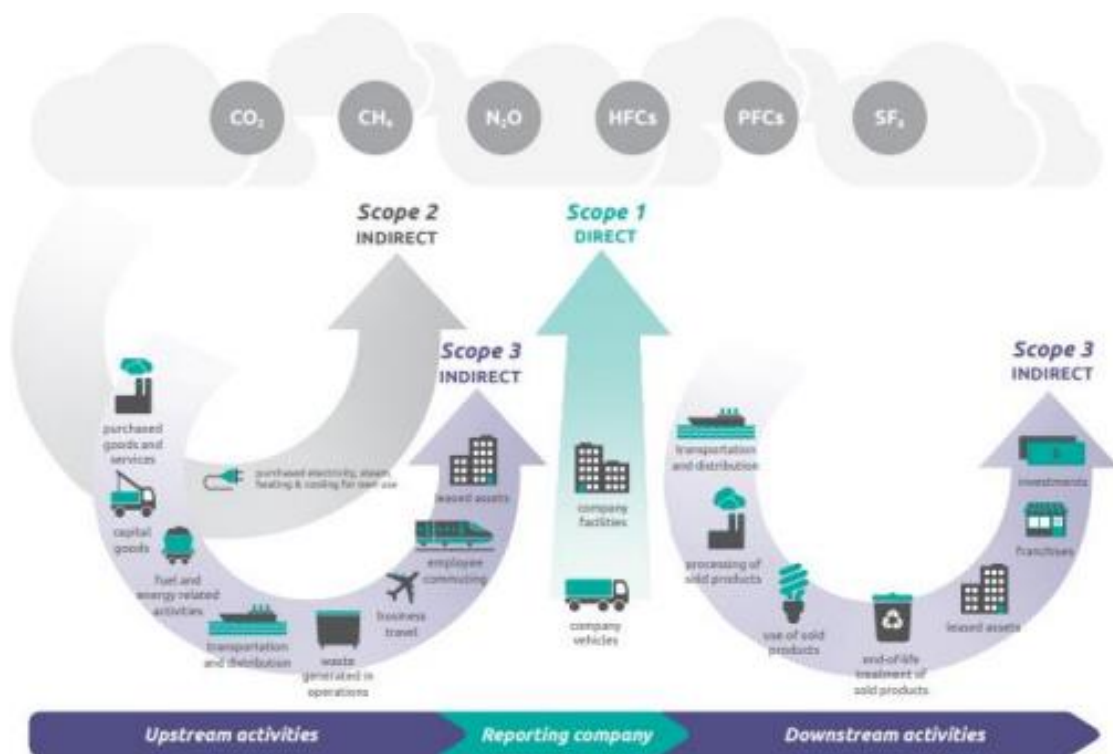 CO₂
CH₄
N₂O
HFCs
PFCs
SF₆
Scope 2
INDIRECT
Scope 1
DIRECT
Scope 3
INDIRECT
Scope 3
INDIRECT
purchased
goods and
services
capital
goods
fuel and
energy related
activities
transportation
and distribution
waste
generated in
operations
business
travel
employee
commuting
leased assets
purchased electricity, steam,
heating & cooling for own use
company
facilities
company
vehicles
transportation
and distribution
processing of
sold products
use of sold
products
end-of-life
treatment of
sold products
leased assets
franchises
investments
Upstream activities
Reporting company
Downstream activities